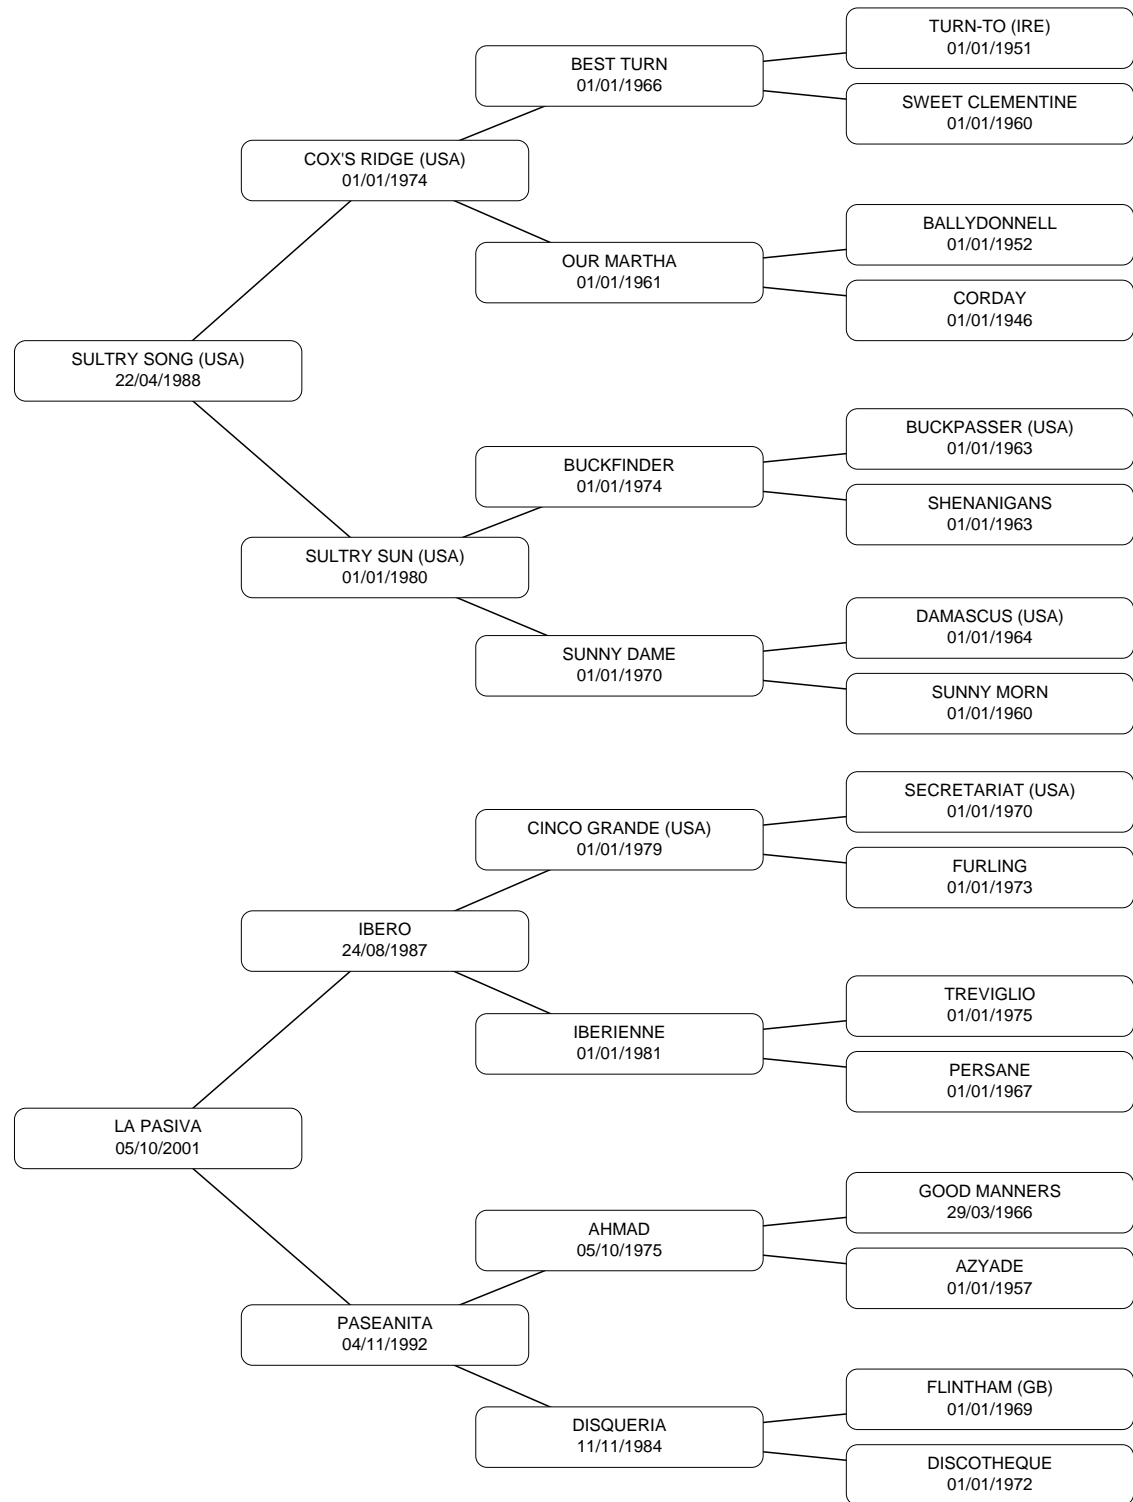 TURN-TO (IRE)
01/01/1951
BEST TURN
01/01/1966
SWEET CLEMENTINE
01/01/1960
COX'S RIDGE (USA)
01/01/1974
BALLYDONNELL
01/01/1952
OUR MARTHA
01/01/1961
CORDAY
01/01/1946
SULTRY SONG (USA)
22/04/1988
BUCKPASSER (USA)
01/01/1963
BUCKFINDER
01/01/1974
SHENANIGANS
01/01/1963
SULTRY SUN (USA)
01/01/1980
DAMASCUS (USA)
01/01/1964
SUNNY DAME
01/01/1970
SUNNY MORN
01/01/1960
SECRETARIAT (USA)
01/01/1970
CINCO GRANDE (USA)
01/01/1979
FURLING
01/01/1973
IBERO
24/08/1987
TREVIGLIO
01/01/1975
IBERIENNE
01/01/1981
PERSANE
01/01/1967
LA PASIVA
05/10/2001
GOOD MANNERS
29/03/1966
AHMAD
05/10/1975
AZYADE
01/01/1957
PASEANITA
04/11/1992
FLINTHAM (GB)
01/01/1969
DISQUERIA
11/11/1984
DISCOTHEQUE
01/01/1972